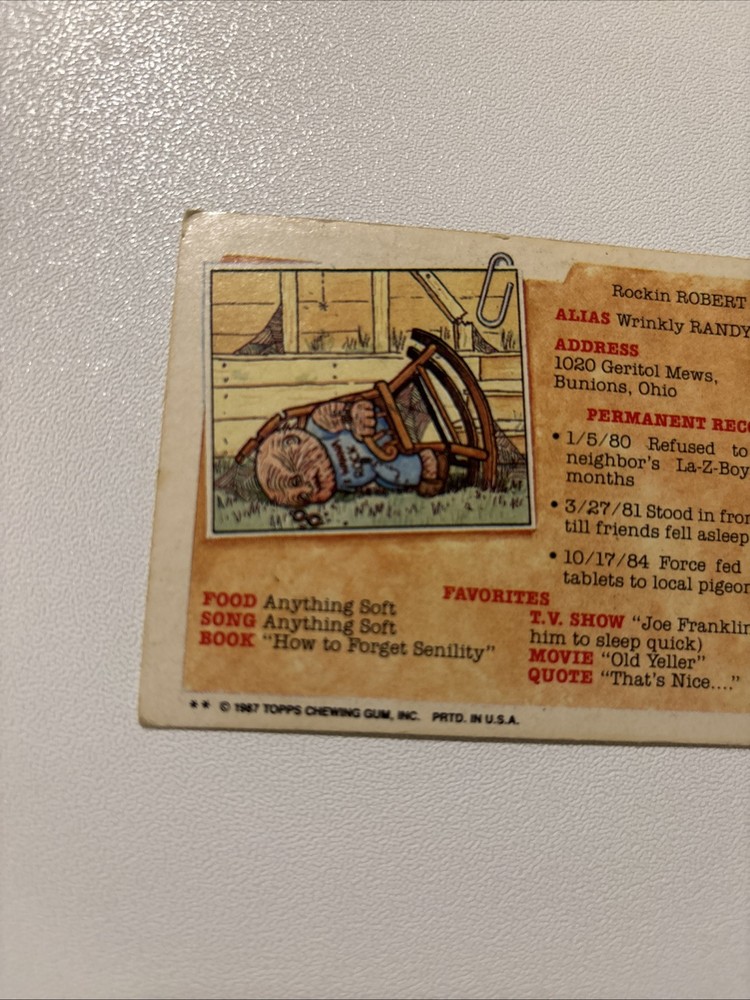 Rockin ROBERT
ALIAS Wrinkly RANDY
ADDRESS
1020 Geritol Mews,
Bunions, Ohio
PERMANENT REC
• 1/5/80 Refused to
neighbor's La-Z-Boy
months
• 3/27/81 Stood in fron
till friends fell asleep
• 10/17/84 Force fed
tablets to local pigeon
FAVORITES
FOOD Anything Soft
SONG Anything Soft
BOOK "How to Forget Senility"
T.V. SHOW "Joe Franklin
him to sleep quick)
MOVIE "Old Yeller"
QUOTE "That's Nice...."
** © 1987 TOPPS CHEWING GUM, INC. PRTD. IN U.S.A.